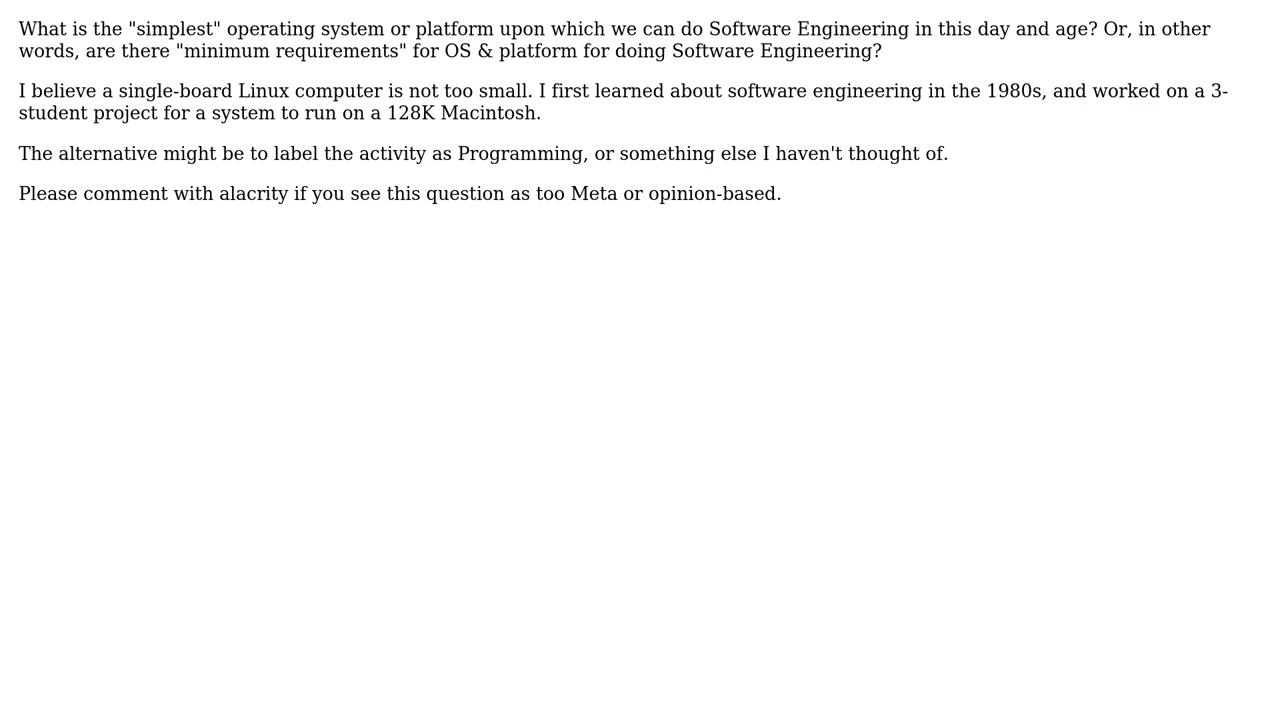 What is the "simplest" operating system or platform upon which we can do Software Engineering in this day and age? Or, in other
words, are there "minimum requirements" for OS & platform for doing Software Engineering?
I believe a single-board Linux computer is not too small. I first learned about software engineering in the 1980s, and worked on a 3-
student project for a system to run on a 128K Macintosh.
The alternative might be to label the activity as Programming, or something else I haven't thought of.
Please comment with alacrity if you see this question as too Meta or opinion-based.